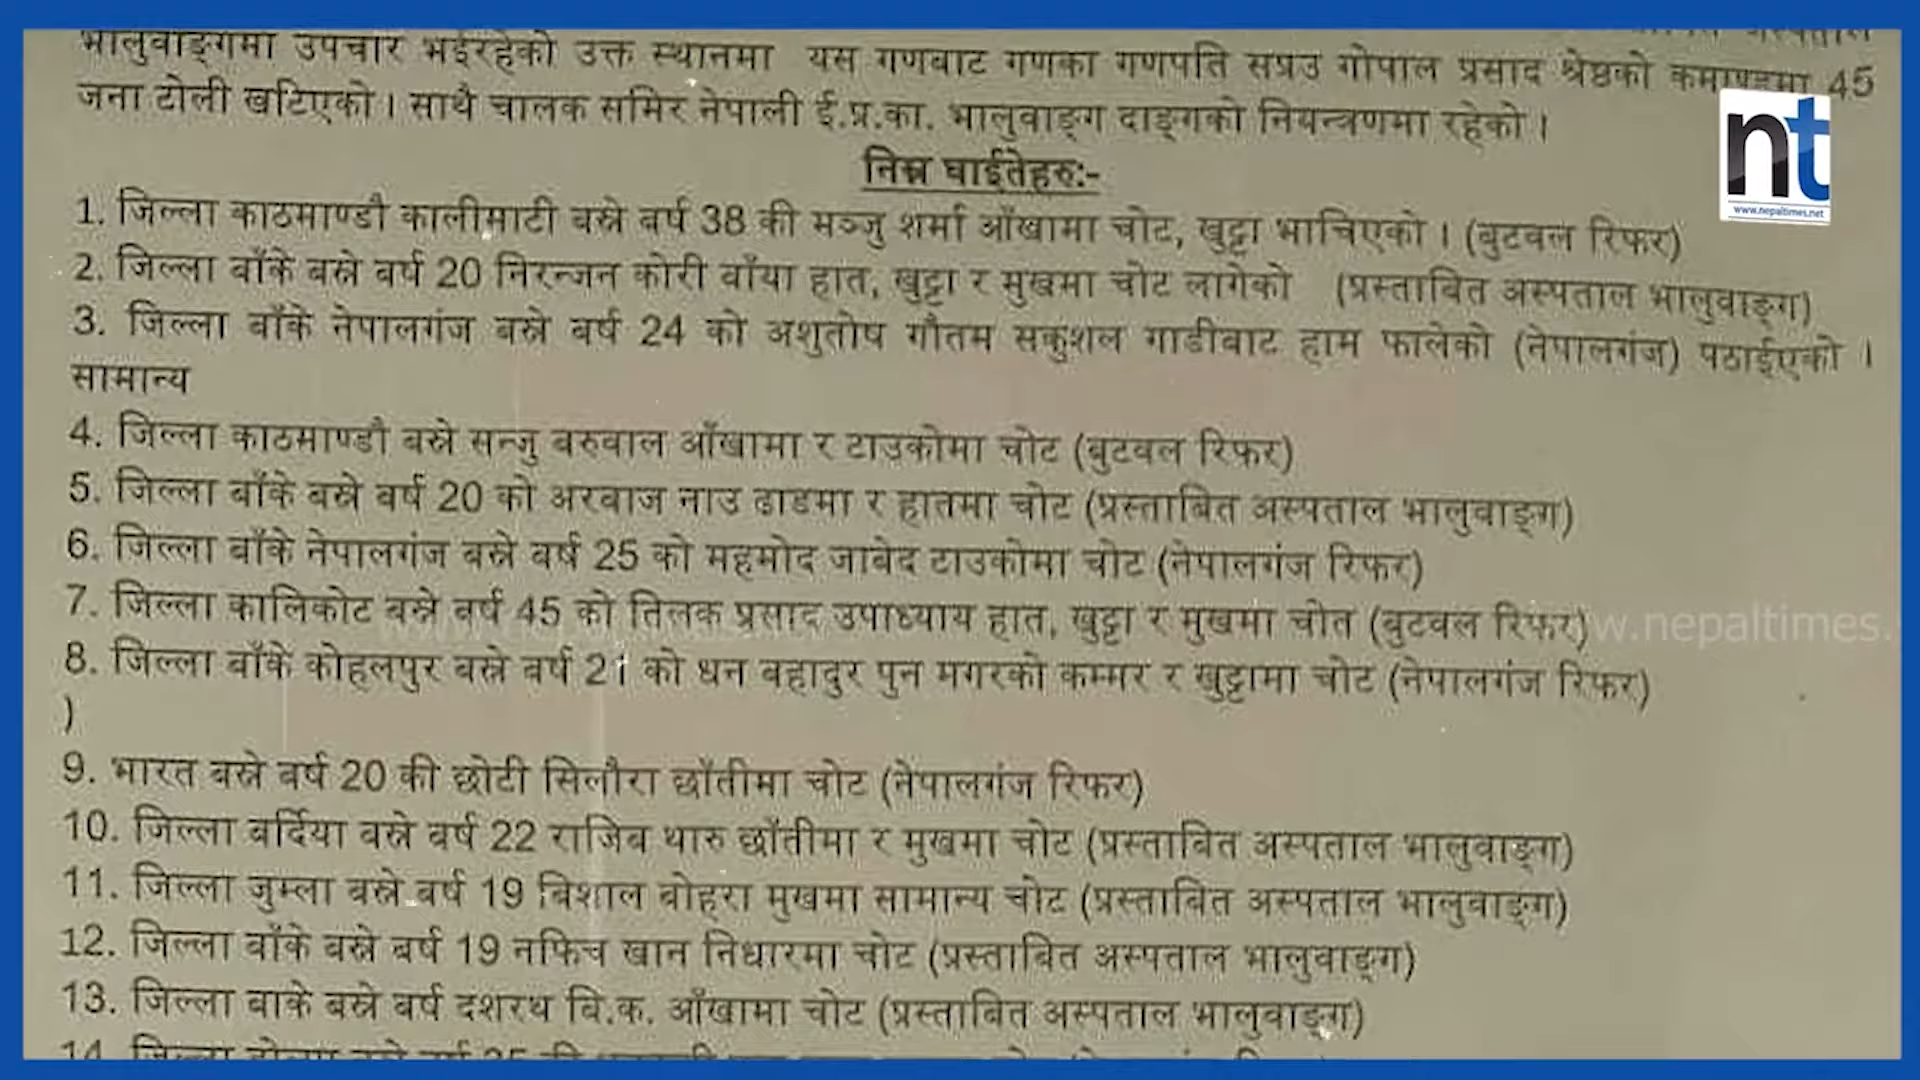 भालुवाङ्गमा उपचार भईरहेको उक्त स्थानमा यस गणबाट गणका गणपति सप्रउ गोपाल प्रसाद श्रेष्ठको कमाण्डमा 45
जना टोली खटिएको । साथै चालक समिर नेपाली ई.प्र.का. भालुवाङ्ग दाङ्गको नियन्त्रणमा रहेको ।
nt
www.nepaltimes.net
निम्न घाईतेहरुः-
1. जिल्ला काठमाण्डौ कालीमाटी बस्ने बर्ष 38 की मञ्जु शर्मा आँखामा चोट, खुट्टा भाचिएको । (बुटवल रिफर)
2. जिल्ला बाँके बस्ने बर्ष 20 निरन्जन कोरी बाँया हात, खुट्टा र मुखमा चोट लागेको (प्रस्ताबित अस्पताल भालुवाङ्ग)
3. जिल्ला बाँके नेपालगंज बस्ने बर्ष 24 को अशुतोष गौतम सकुशल गाडीबाट हाम फालेको (नेपालगंज) पठाईएको ।
सामान्य
4. जिल्ला काठमाण्डौ बस्ने सन्जु बरुवाल आँखामा र टाउकोमा चोट (बुटवल रिफर)
5. जिल्ला बाँके बस्ने बर्ष 20 को अरवाज नाउ ढाडमा र हातमा चोट (प्रस्ताबित अस्पताल भालुवाङ्ग)
6. जिल्ला बाँके नेपालगंज बस्ने बर्ष 25 को महमोद जाबेद टाउकोमा चोट (नेपालगंज रिफर)
7. जिल्ला कालिकोट बस्ने बर्ष 45 को तिलक प्रसाद उपाध्याय हात, खुट्टा र मुखमा चोत (बुटवल रिफर)
w.nepaltimes.
8. जिल्ला बाँके कोहलपुर बस्ने बर्ष 21 को धन बहादुर पुन मगरको कम्मर र खुट्टामा चोट (नेपालगंज रिफर)
)
9. भारत बस्ने बर्ष 20 की छोटी सिलौरा छाँतीमा चोट (नेपालगंज रिफर)
10. जिल्ला बर्दिया बस्ने बर्ष 22 राजिब थारु छाँतीमा र मुखमा चोट (प्रस्ताबित अस्पताल भालुवाङ्ग)
11. जिल्ला जुम्ला बस्ने बर्ष 19 बिशाल बोहरा मुखमा सामान्य चोट (प्रस्ताबित अस्पताल भालुवाङ्ग)
12. जिल्ला बाँके बस्ने बर्ष 19 नफिच खान निधारमा चोट (प्रस्ताबित अस्पताल भालुवाङ्ग)
13. जिल्ला बाके बस्ने बर्ष दशरथ बि.क. आँखामा चोट (प्रस्ताबित अस्पताल भालुवाङ्ग)
14. जिल्ला